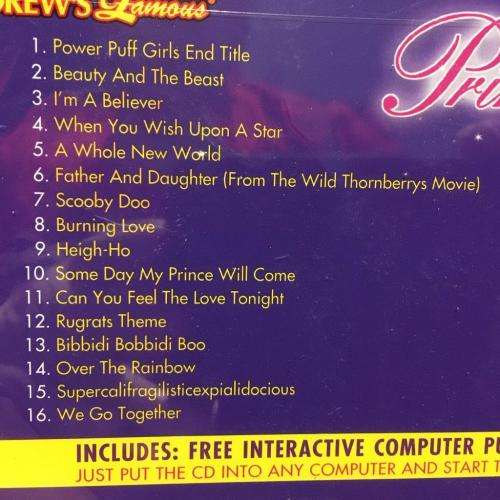 DREW'S Famous
1. Power Puff Girls End Title
2. Beauty And The Beast
3. I'm A Believer
4. When You Wish Upon A Star
5. A Whole New World
6. Father And Daughter (From The Wild Thornberrys Movie)
7. Scooby Doo
8. Burning Love
9. Heigh-Ho
10. Some Day My Prince Will Come
11. Can You Feel The Love Tonight
12. Rugrats Theme
13. Bibbidi Bobbidi Boo
14. Over The Rainbow
15. Supercalifragilisticexpialidocious
16. We Go Together
INCLUDES: FREE INTERACTIVE COMPUTER
JUST PUT THE CD INTO ANY COMPUTER AND START